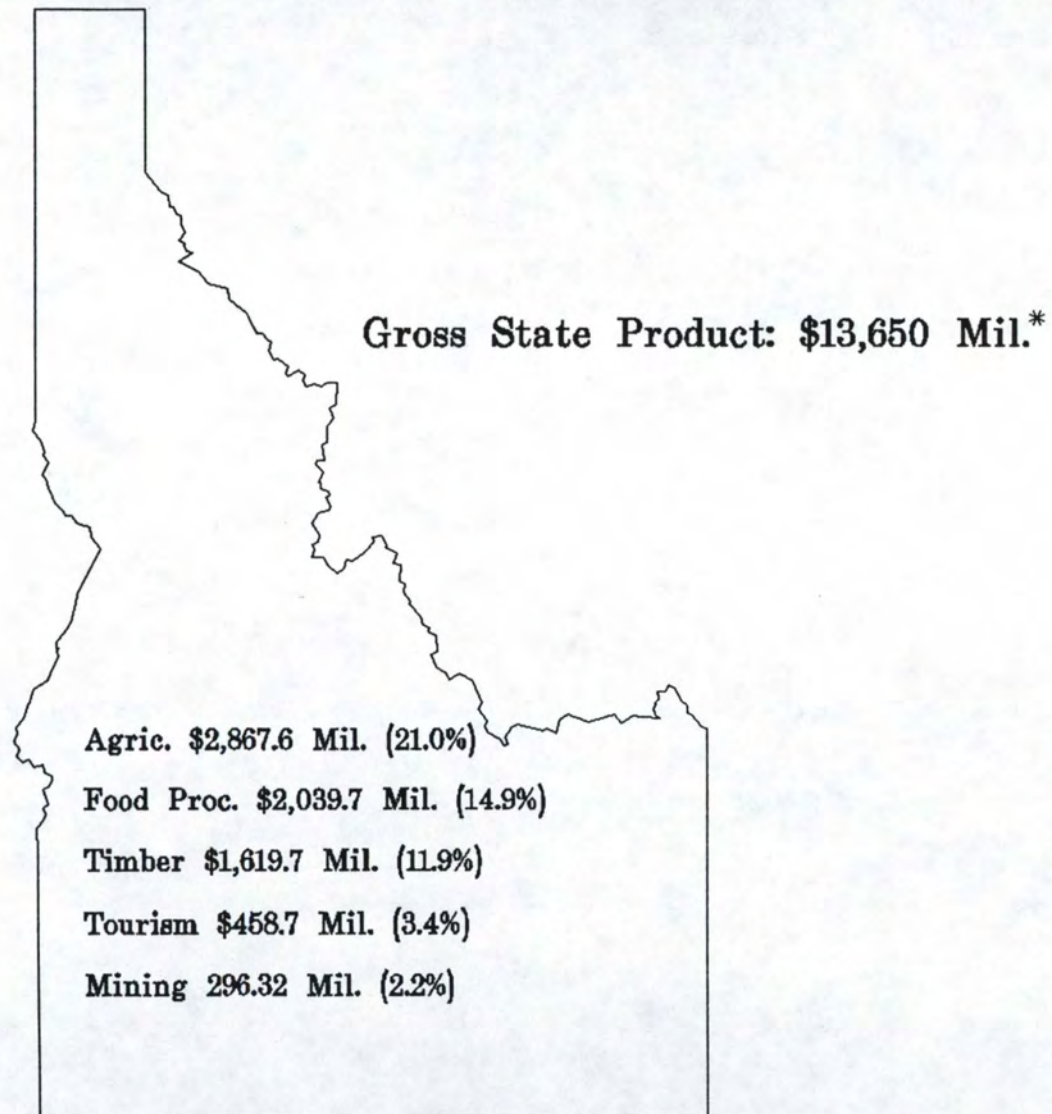 Gross State Product: $13,650 Mil.*
Agric. $2,867.6 Mil. (21.0%)
Food Proc. $2,039.7 Mil. (14.9%)
Timber $1,619.7 Mil. (11.9%)
Tourism $458.7 Mil. (3.4%)
Mining 296.32 Mil. (2.2%)